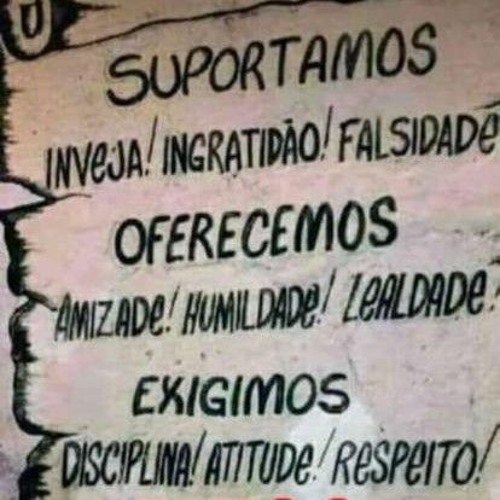 SUPORTAMOS
INVEJA! INGRATIDÃO! FALSIDADE
OFERECEMOS
AMIZADE! HUMILDADE! LEALDADE!
EXIGIMOS
DISCIPLINA! ATITUDE! RESPEITO!